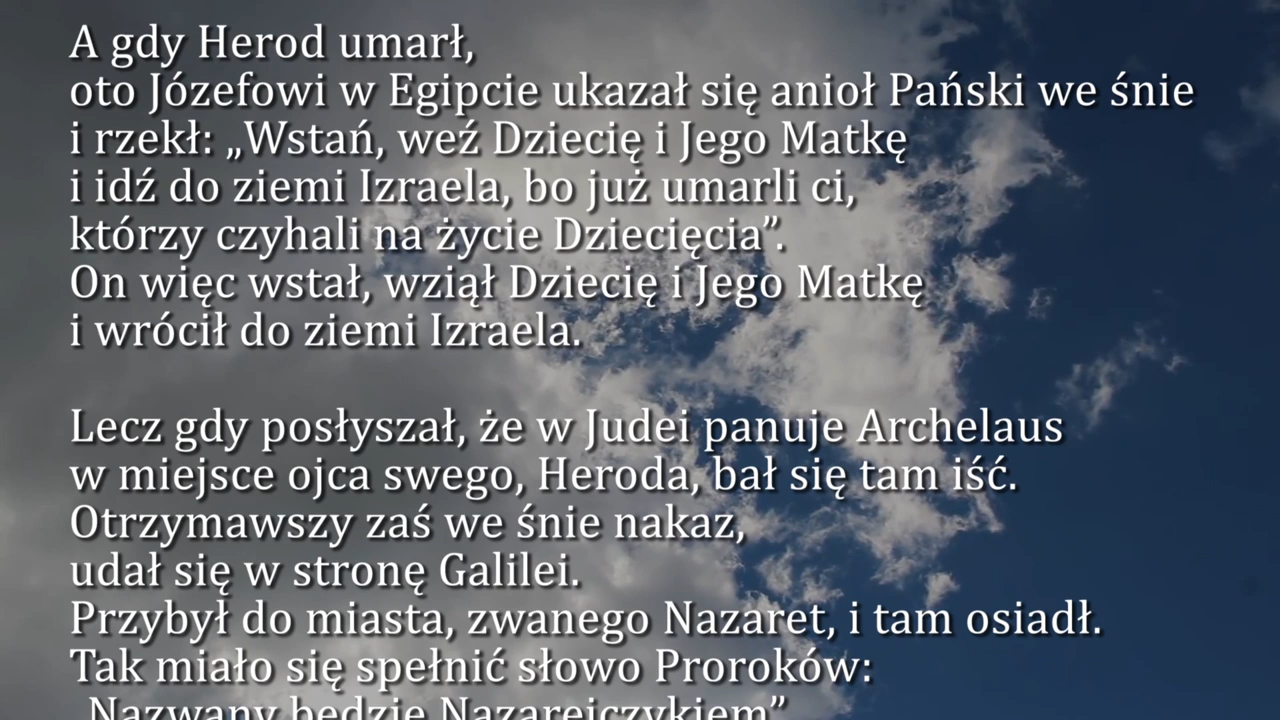 A gdy Herod umarł,
oto Józefowi w Egipcie ukazał się anioł Pański we śnie
i rzekł: „Wstań, weź Dziecię i Jego Matkę
i idź do ziemi Izraela, bo już umarli ci,
którzy czyhali na życie Dziecięcia”.
On więc wstał, wziął Dziecię i Jego Matkę
i wrócił do ziemi Izraela.
Lecz gdy posłyszał, że w Judei panuje Archelaus
w miejsce ojca swego, Heroda, bał się tam iść.
Otrzymawszy zaś we śnie nakaz,
udał się w stronę Galilei.
Przybył do miasta, zwanego Nazaret, i tam osiadł.
Tak miało się spełnić słowo Proroków:
„Nazwany będzie Nazarejczykiem”